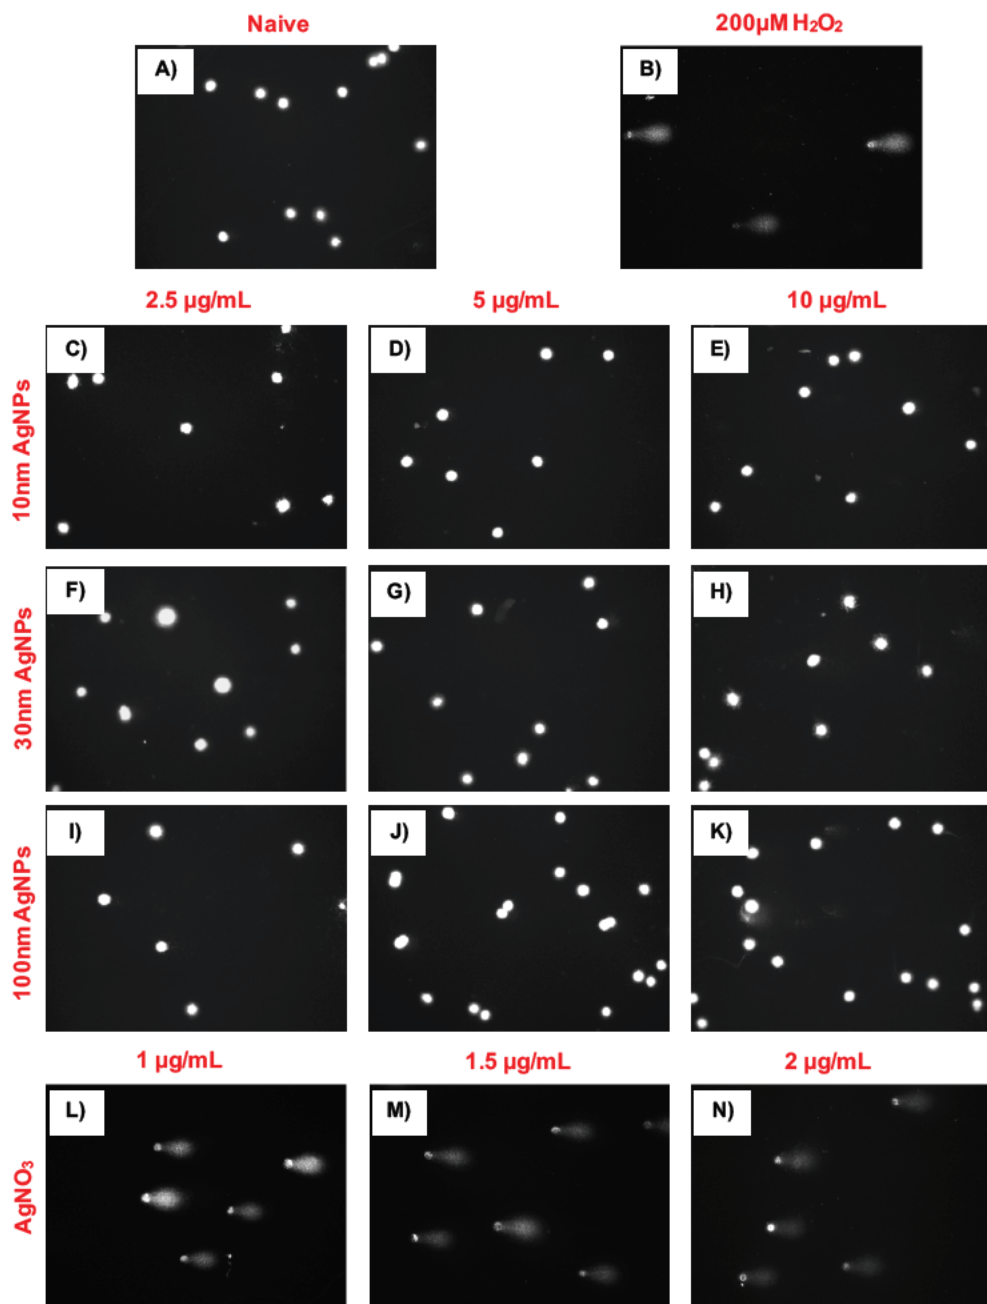 Naive
200µM H₂O₂
A)
B)
2.5 µg/mL
5 µg/mL
10 µg/mL
10nm AgNPs
C)
D)
E)
30nm AgNPs
F)
G)
H)
100nm AgNPs
I)
J)
K)
1 µg/mL
1.5 µg/mL
2 µg/mL
AgNO₃
L)
M)
N)